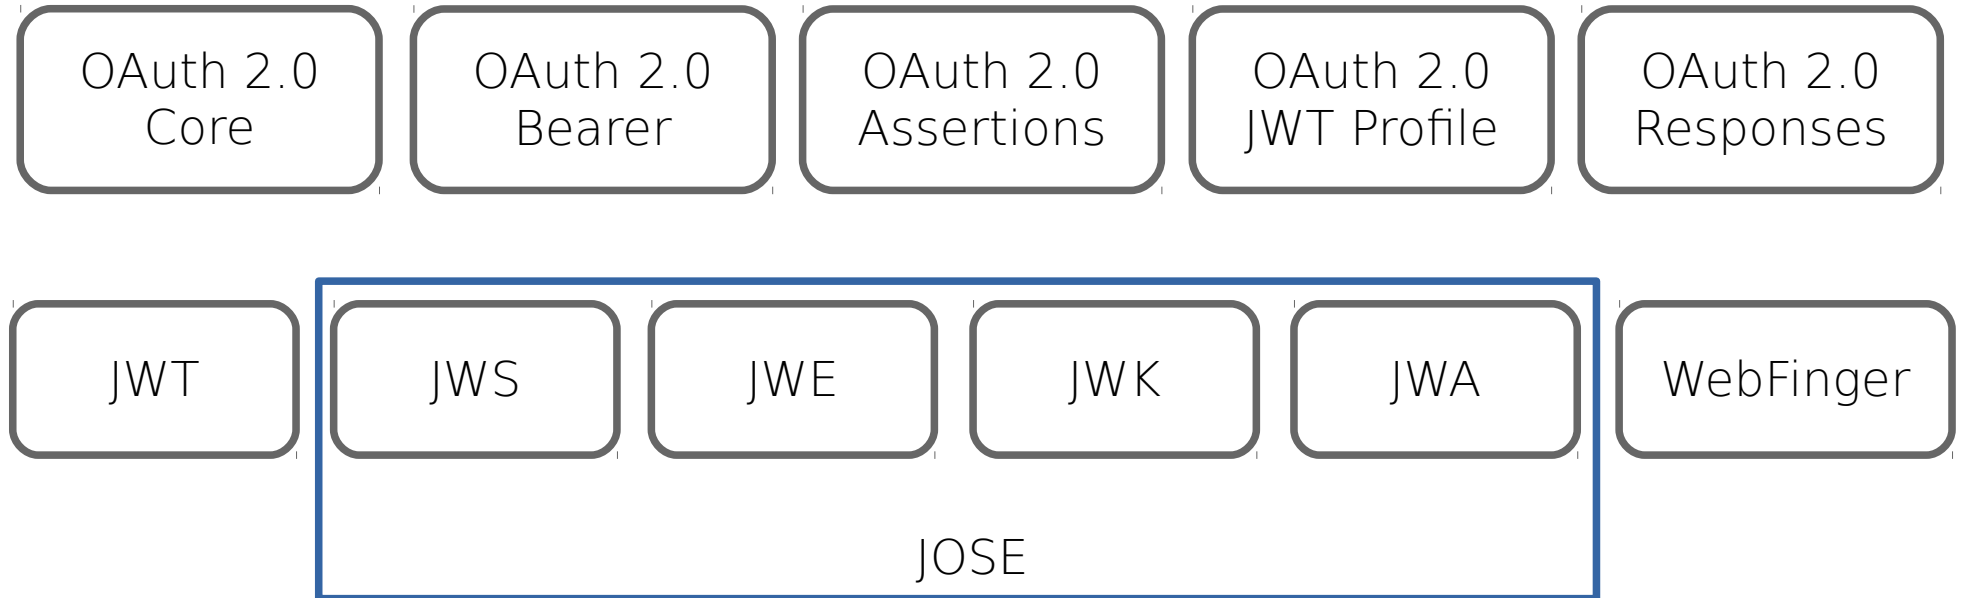 OAuth 2.0
Core
OAuth 2.0
Bearer
OAuth 2.0
Assertions
OAuth 2.0
JWT Profile
OAuth 2.0
Responses
JWT
JWS
JWE
JWK
JWA
WebFinger
JOSE